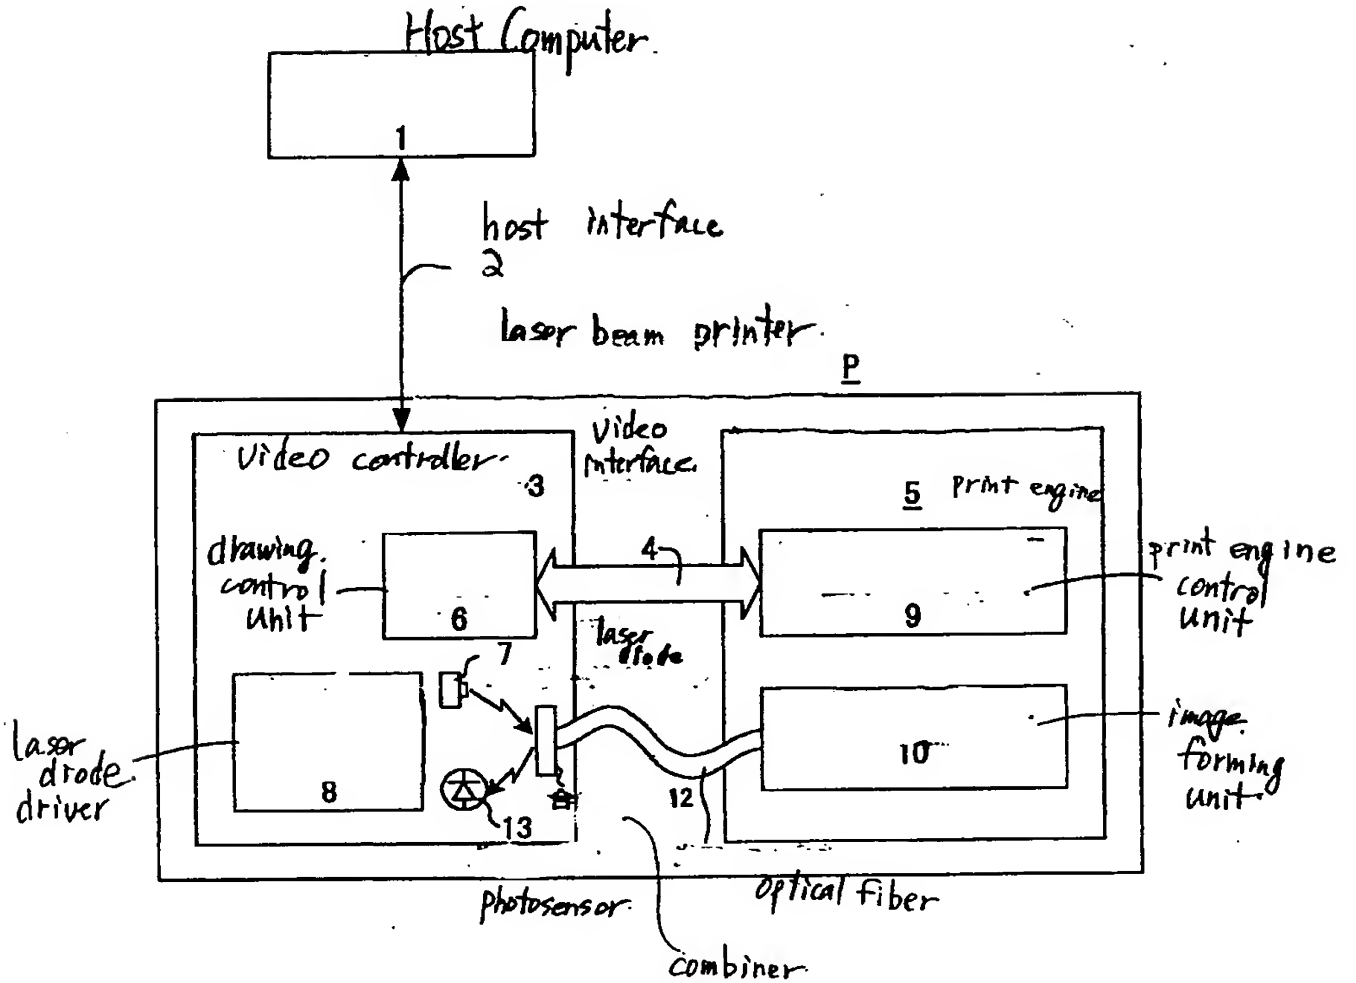 Host Computer.
1
host interface
2
laser beam printer.
P
Video controller.
3
Video
interface.
5 print engine
drawing.
control
unit
6
4
9
print engine
control
unit
7
laser
diode
laser
drode.
driver
8
13
12
10
image.
forming
unit.
photosensor.
optical fiber
combiner.